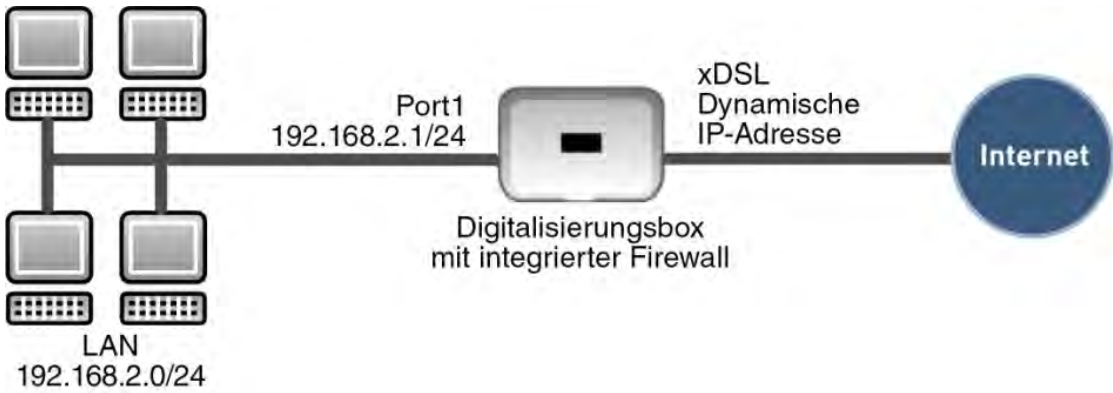 Port1
192.168.2.1/24
xDSL
Dynamische
IP-Adresse
Internet
Digitalisierungsbox
mit integrierter Firewall
LAN
192.168.2.0/24